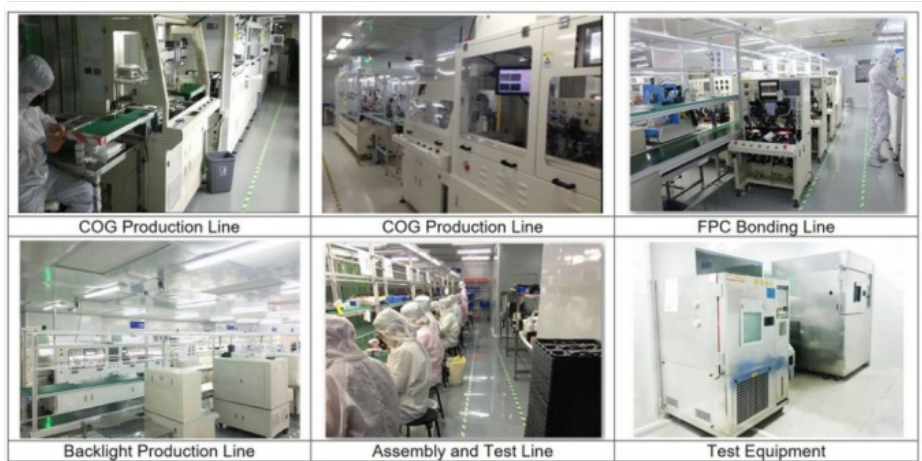 COG Production Line
COG Production Line
FPC Bonding Line
Backlight Production Line
Assembly and Test Line
Test Equipment